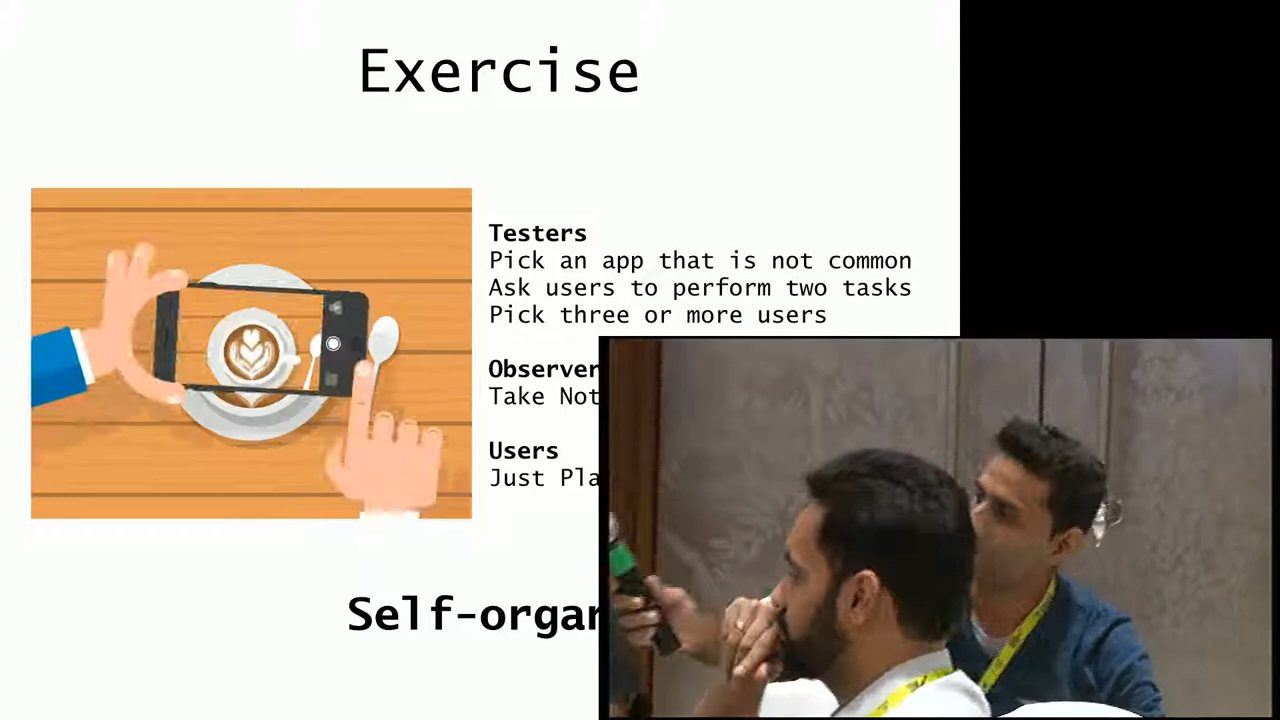 Exercise
Testers
Pick an app that is not common
Ask users to perform two tasks
Pick three or more users
Observer
Take Not
Users
Just Pla
Self-organ